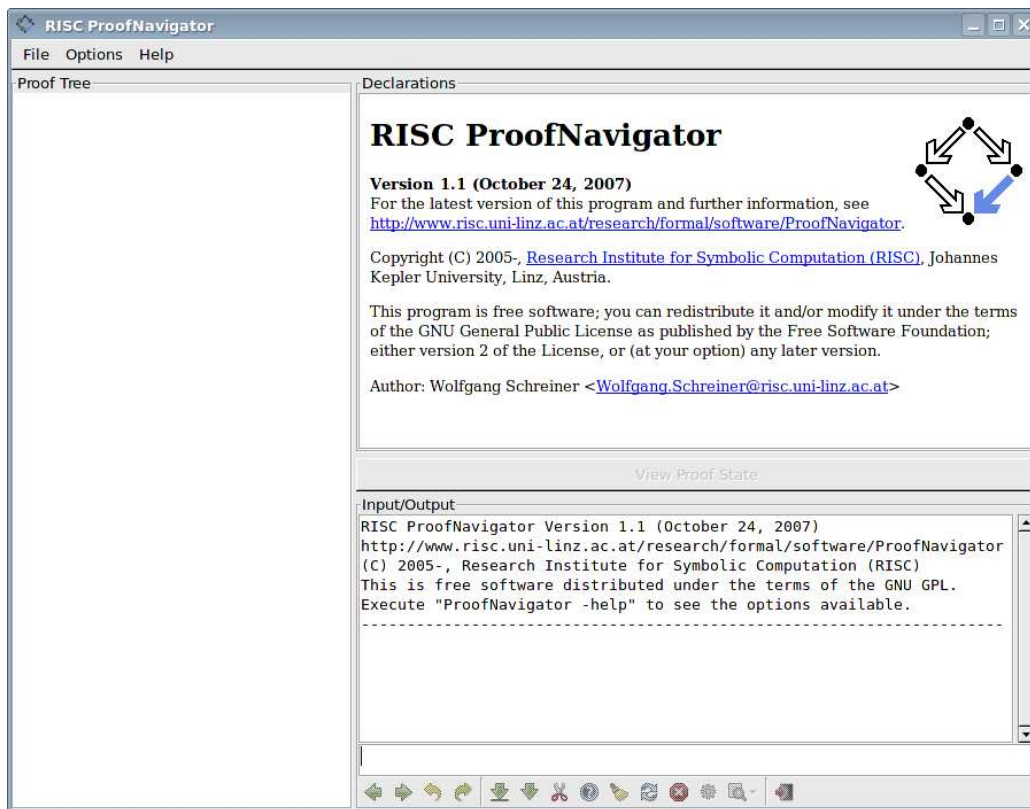 RISC ProofNavigator
File Options Help
Proof Tree
Declarations
RISC ProofNavigator
Version 1.1 (October 24, 2007)
For the latest version of this program and further information, see
http://www.risc.uni-linz.ac.at/research/formal/software/ProofNavigator.
Copyright (C) 2005-, Research Institute for Symbolic Computation (RISC), Johannes
Kepler University, Linz, Austria.
This program is free software; you can redistribute it and/or modify it under the terms
of the GNU General Public License as published by the Free Software Foundation;
either version 2 of the License, or (at your option) any later version.
Author: Wolfgang Schreiner <Wolfgang.Schreiner@risc.uni-linz.ac.at>
View Proof State
Input/Output
RISC ProofNavigator Version 1.1 (October 24, 2007)
http://www.risc.uni-linz.ac.at/research/formal/software/ProofNavigator
(C) 2005-, Research Institute for Symbolic Computation (RISC)
This is free software distributed under the terms of the GNU GPL.
Execute "ProofNavigator -help" to see the options available.
----------------------------------------------------------------------